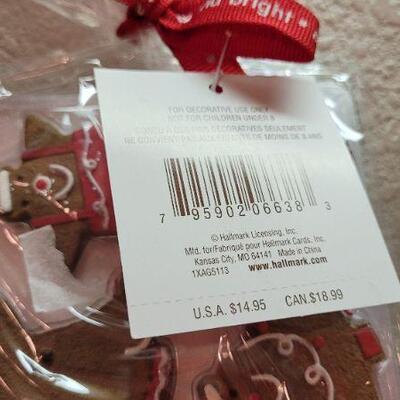 bright
FOR DECORATIVE USE ONLY
NOT FOR CHILDREN UNDER 8
CONÇU À DES FINS DÉCORATIVES SEULEMENT
NE CONVIENT PAS AUX ENFANTS DE MOINS DE 8 ANS
7 95902 06638 3
© Hallmark Licensing, Inc.
Mfd. for/Fabriqué pour Hallmark Cards, Inc.
Kansas City, MO 64141 Made in China
1XAG5113 www.hallmark.com
U.S.A. $14.95 CAN.$18.99